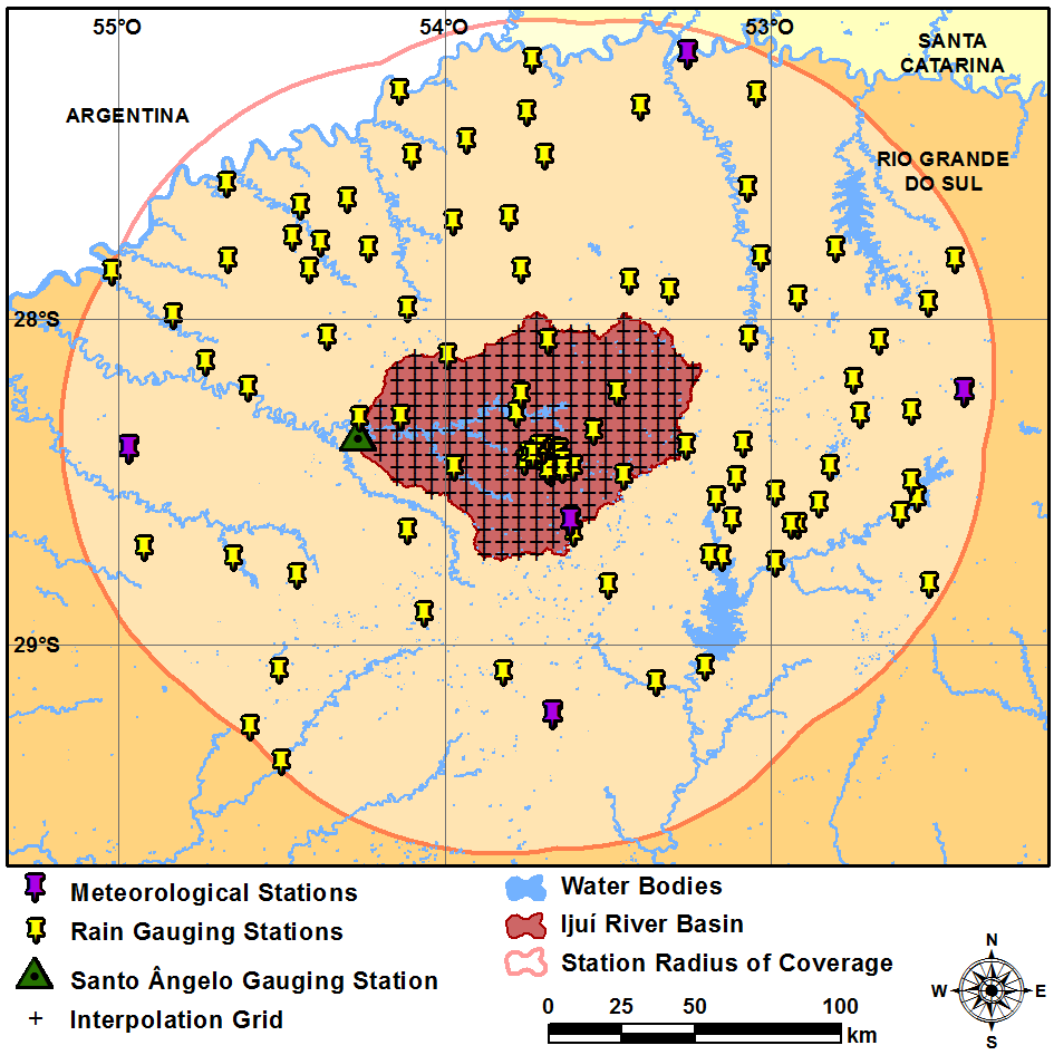 55°O
54°O
53°O
SANTA
CATARINA
ARGENTINA
RIO GRANDE
DO SUL
28°S
29°S
Meteorological Stations
Rain Gauging Stations
Santo Ângelo Gauging Station
Interpolation Grid
Water Bodies
Ijuí River Basin
Station Radius of Coverage
N
W
E
S
0 25 50 100
km